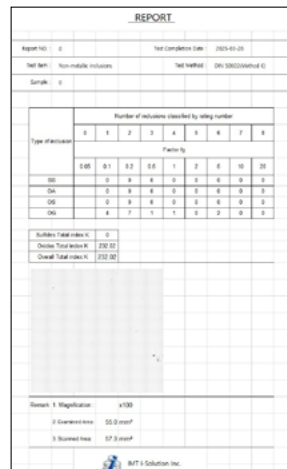 REPORT
Report NO. : 0 Test Completion Date : 2025-03-20
Test Item : Non-metallic inclusions Test Method : DIN 50602(Method K)
Sample : 0
Type of inclusion Number of inclusions classified by rating number
0 1 2 3 4 5 6 7 8
Factor fg
0.05 0.1 0.2 0.5 1 2 5 10 20
SS 0 0 0 0 0 0
OA 0 0 0 0 0 0
OS 0 0 0 0 0 0
OG 4 7 1 1 0 2 0 0
Sulfides Total index K 0
Oxides Total index K 232.02
Overall Total index K 232.02
Remark 1 Magnification : x100
2 Examined Area : 55.0 mm²
3 Scanned Area : 57.3 mm²
IMT i-Solution Inc.